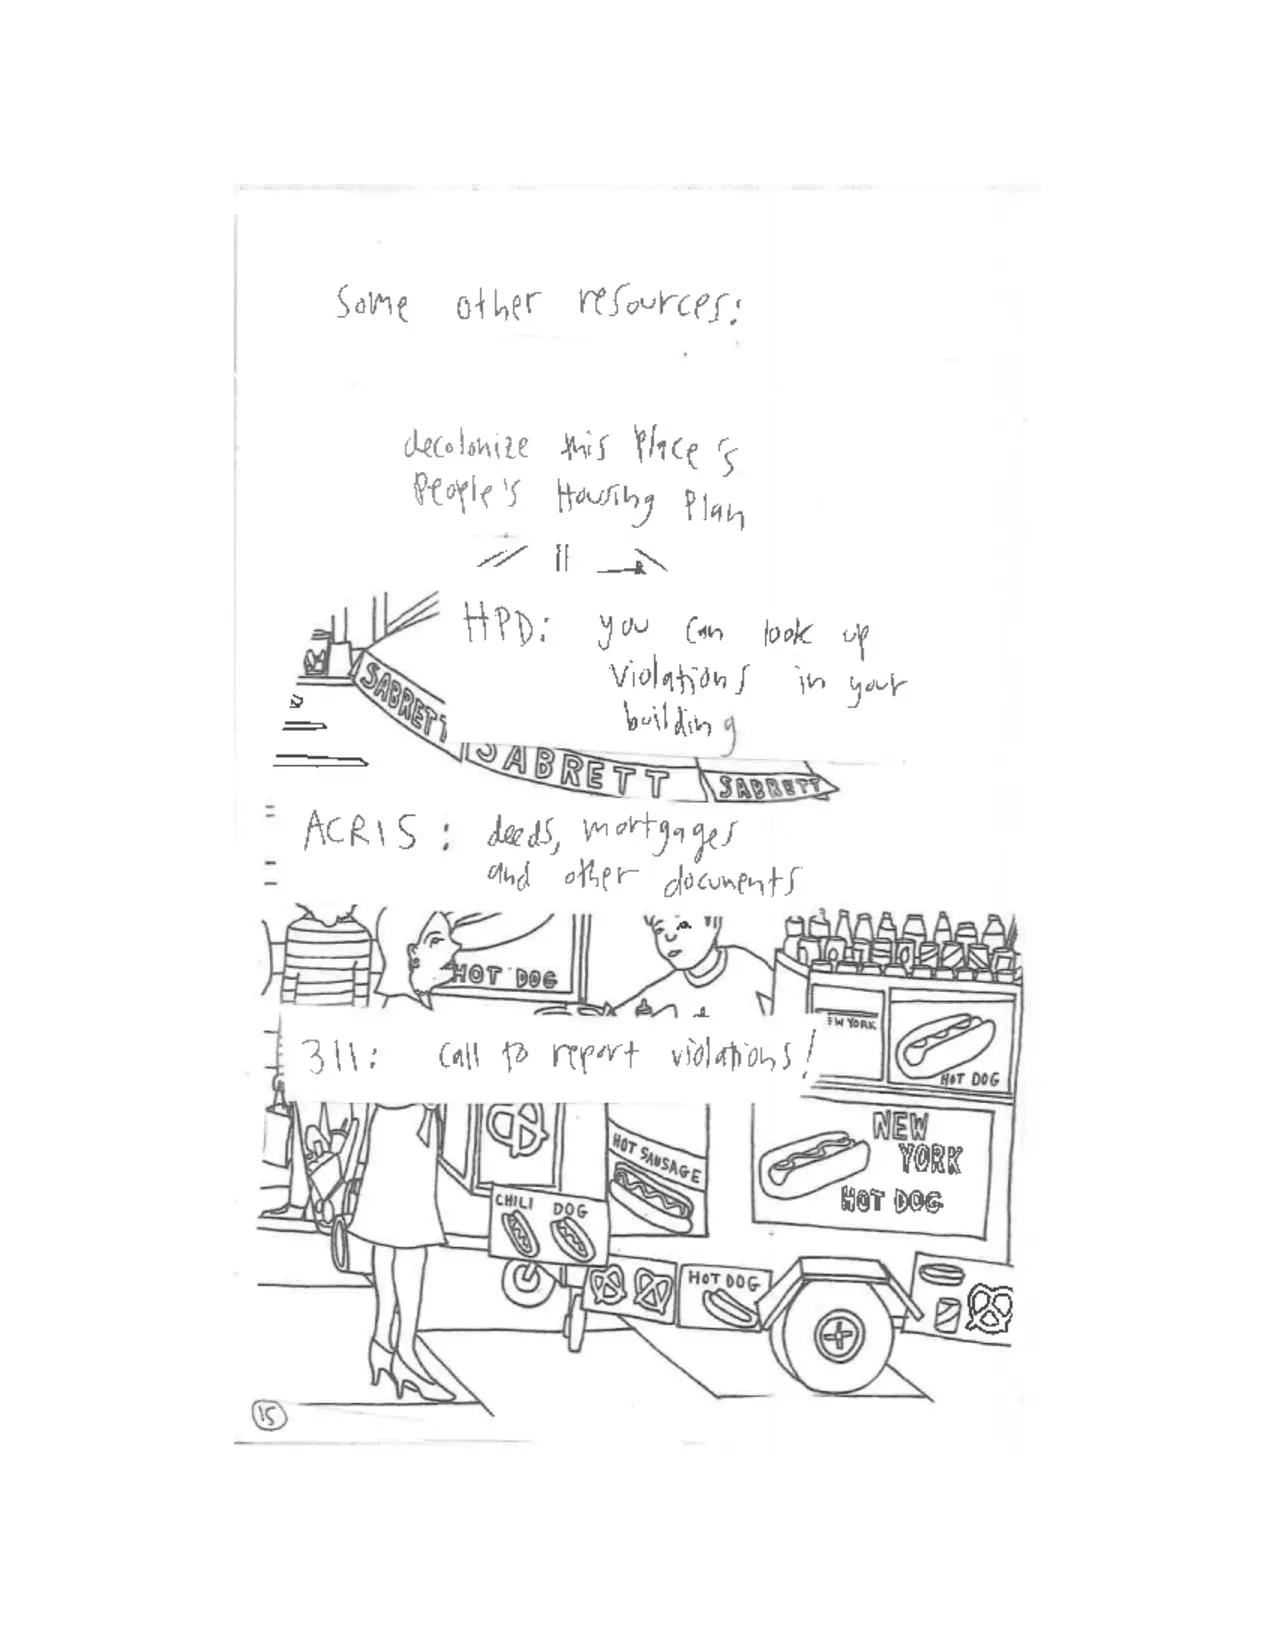 Some other resources:
decolonize this Place's
People's Housing Plan
HPD: you can look up
violations in your
building
SABRETT
SABRETT
SABRETT
ACRIS: deeds, mortgages
and other documents
HOT DOG
EW YORK
HOT DOG
311: call to report violations!
HOT SAUSAGE
NEW
YORK
HOT DOG
CHILI DOG
HOT DOG
15